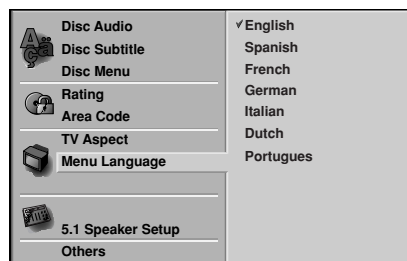 Disc Audio
Disc Subtitle
Disc Menu
Rating
Area Code
TV Aspect
Menu Language
5.1 Speaker Setup
Others
✓English
Spanish
French
German
Italian
Dutch
Portugues